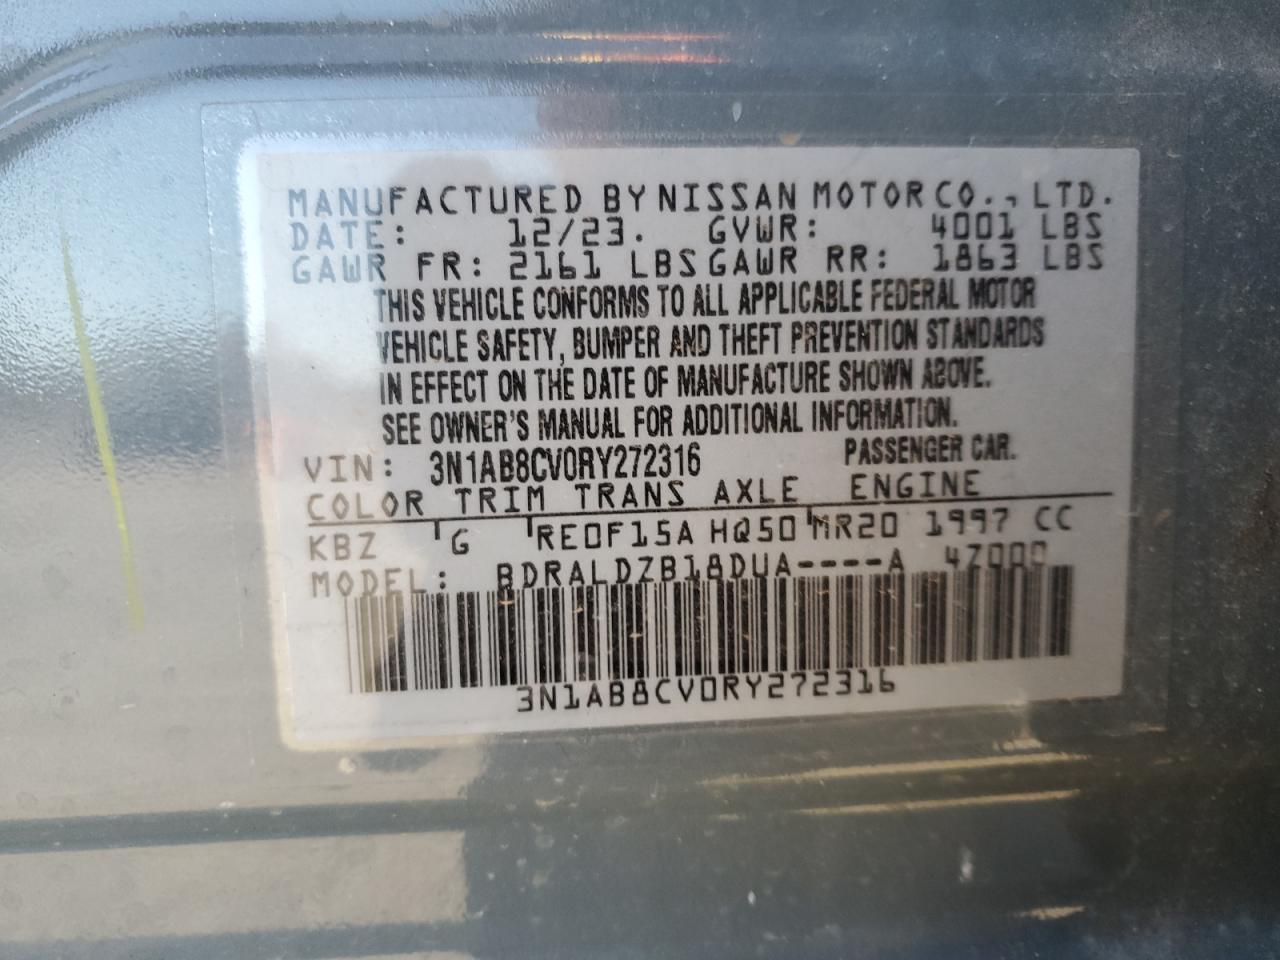 MANUFACTURED BY NISSAN MOTOR CO., LTD.
DATE: 12/23. GVWR: 4001 LBS
GAWR FR: 2161 LBS GAWR RR: 1863 LBS
THIS VEHICLE CONFORMS TO ALL APPLICABLE FEDERAL MOTOR
VEHICLE SAFETY, BUMPER AND THEFT PREVENTION STANDARDS
IN EFFECT ON THE DATE OF MANUFACTURE SHOWN ABOVE.
SEE OWNER'S MANUAL FOR ADDITIONAL INFORMATION.
VIN: 3N1AB8CV0RY272316 PASSENGER CAR.
COLOR TRIM TRANS AXLE ENGINE
KBZ G RE0F15A HQ50 MR20 1997 CC
MODEL: BDRALDZB18DUA----A 4Z000
3N1AB8CV0RY272316